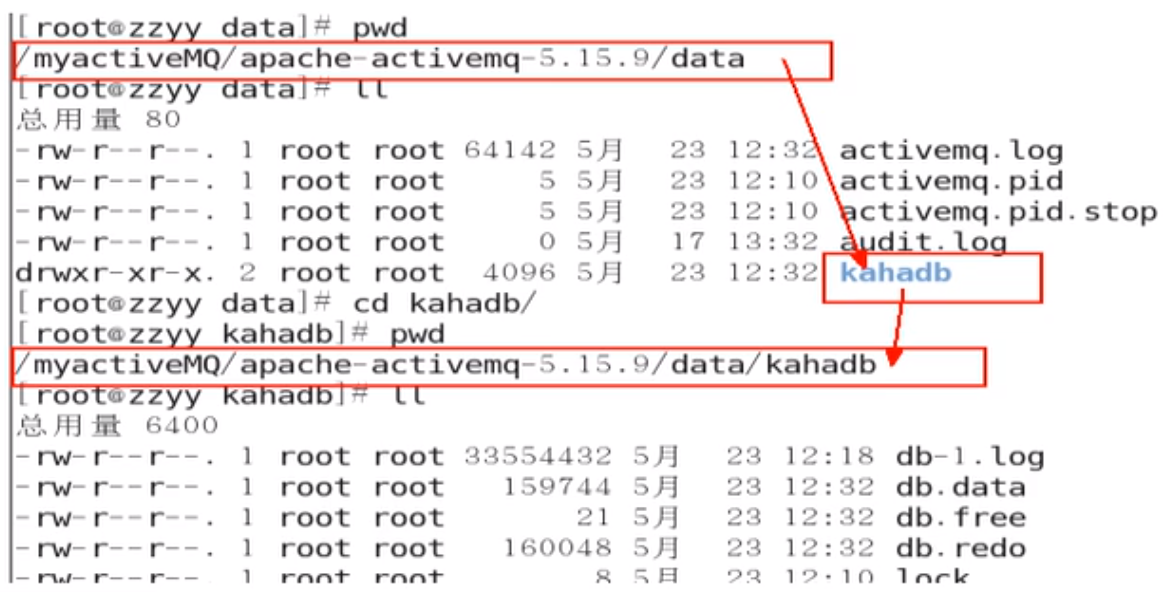 [root@zzyy data]# pwd
/myactiveMQ/apache-activemq-5.15.9/data
[root@zzyy data]# ll
总用量 80
-rw-r--r--. 1 root root 64142 5月 23 12:32 activemq.log
-rw-r--r--. 1 root root 5 5月 23 12:10 activemq.pid
-rw-r--r--. 1 root root 5 5月 23 12:10 activemq.pid.stop
-rw-r--r--. 1 root root 0 5月 17 13:32 audit.log
drwxr-xr-x. 2 root root 4096 5月 23 12:32 kahadb
[root@zzyy data]# cd kahadb/
[root@zzyy kahadb]# pwd
/myactiveMQ/apache-activemq-5.15.9/data/kahadb
[root@zzyy kahadb]# ll
总用量 6400
-rw-r--r--. 1 root root 33554432 5月 23 12:18 db-1.log
-rw-r--r--. 1 root root 159744 5月 23 12:32 db.data
-rw-r--r--. 1 root root 21 5月 23 12:32 db.free
-rw-r--r--. 1 root root 160048 5月 23 12:32 db.redo
-rw-r--r--. 1 root root 8 5月 23 12:10 lock